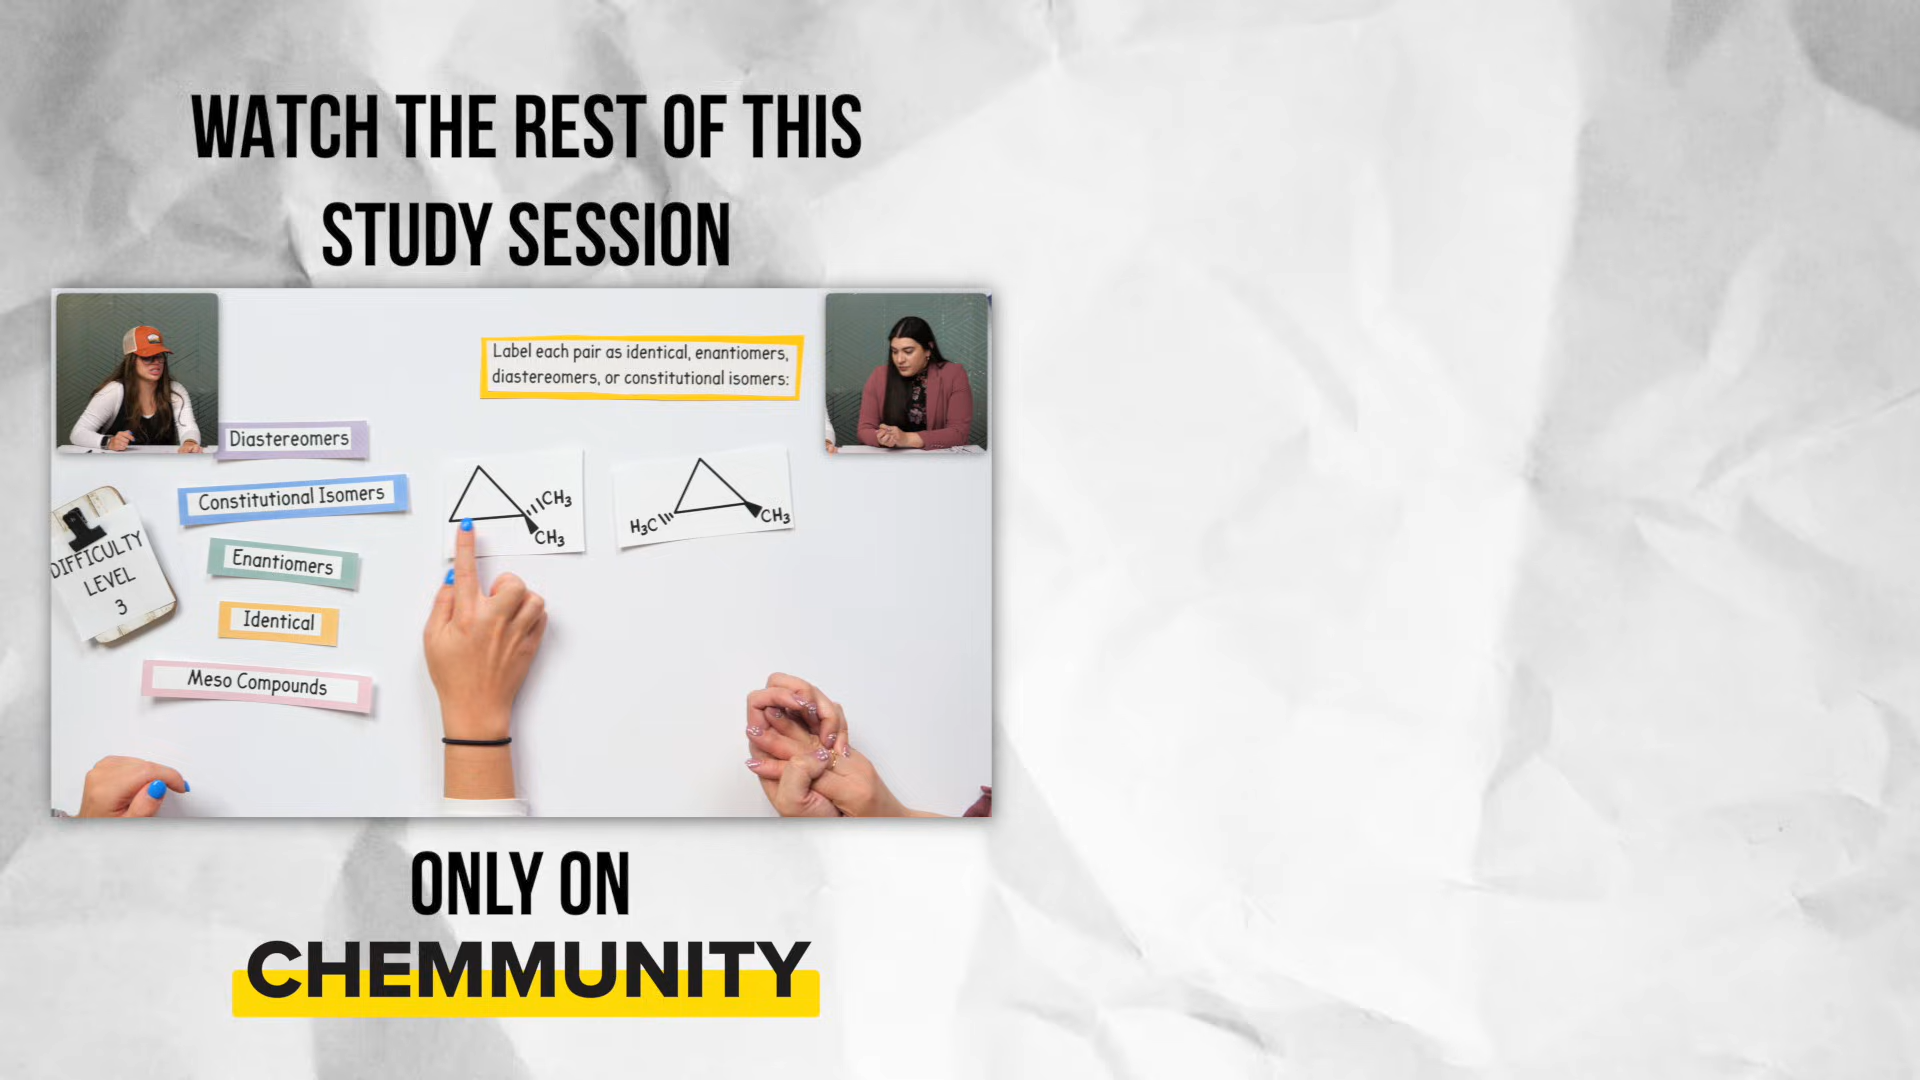 WATCH THE REST OF THIS
STUDY SESSION
Label each pair as identical, enantiomers,
diastereomers, or constitutional isomers:
Diastereomers
Constitutional Isomers
Enantiomers
Identical
Meso Compounds
DIFFICULTY
LEVEL
3
CH3
CH3
H3C
CH3
ONLY ON
CHEMMUNITY